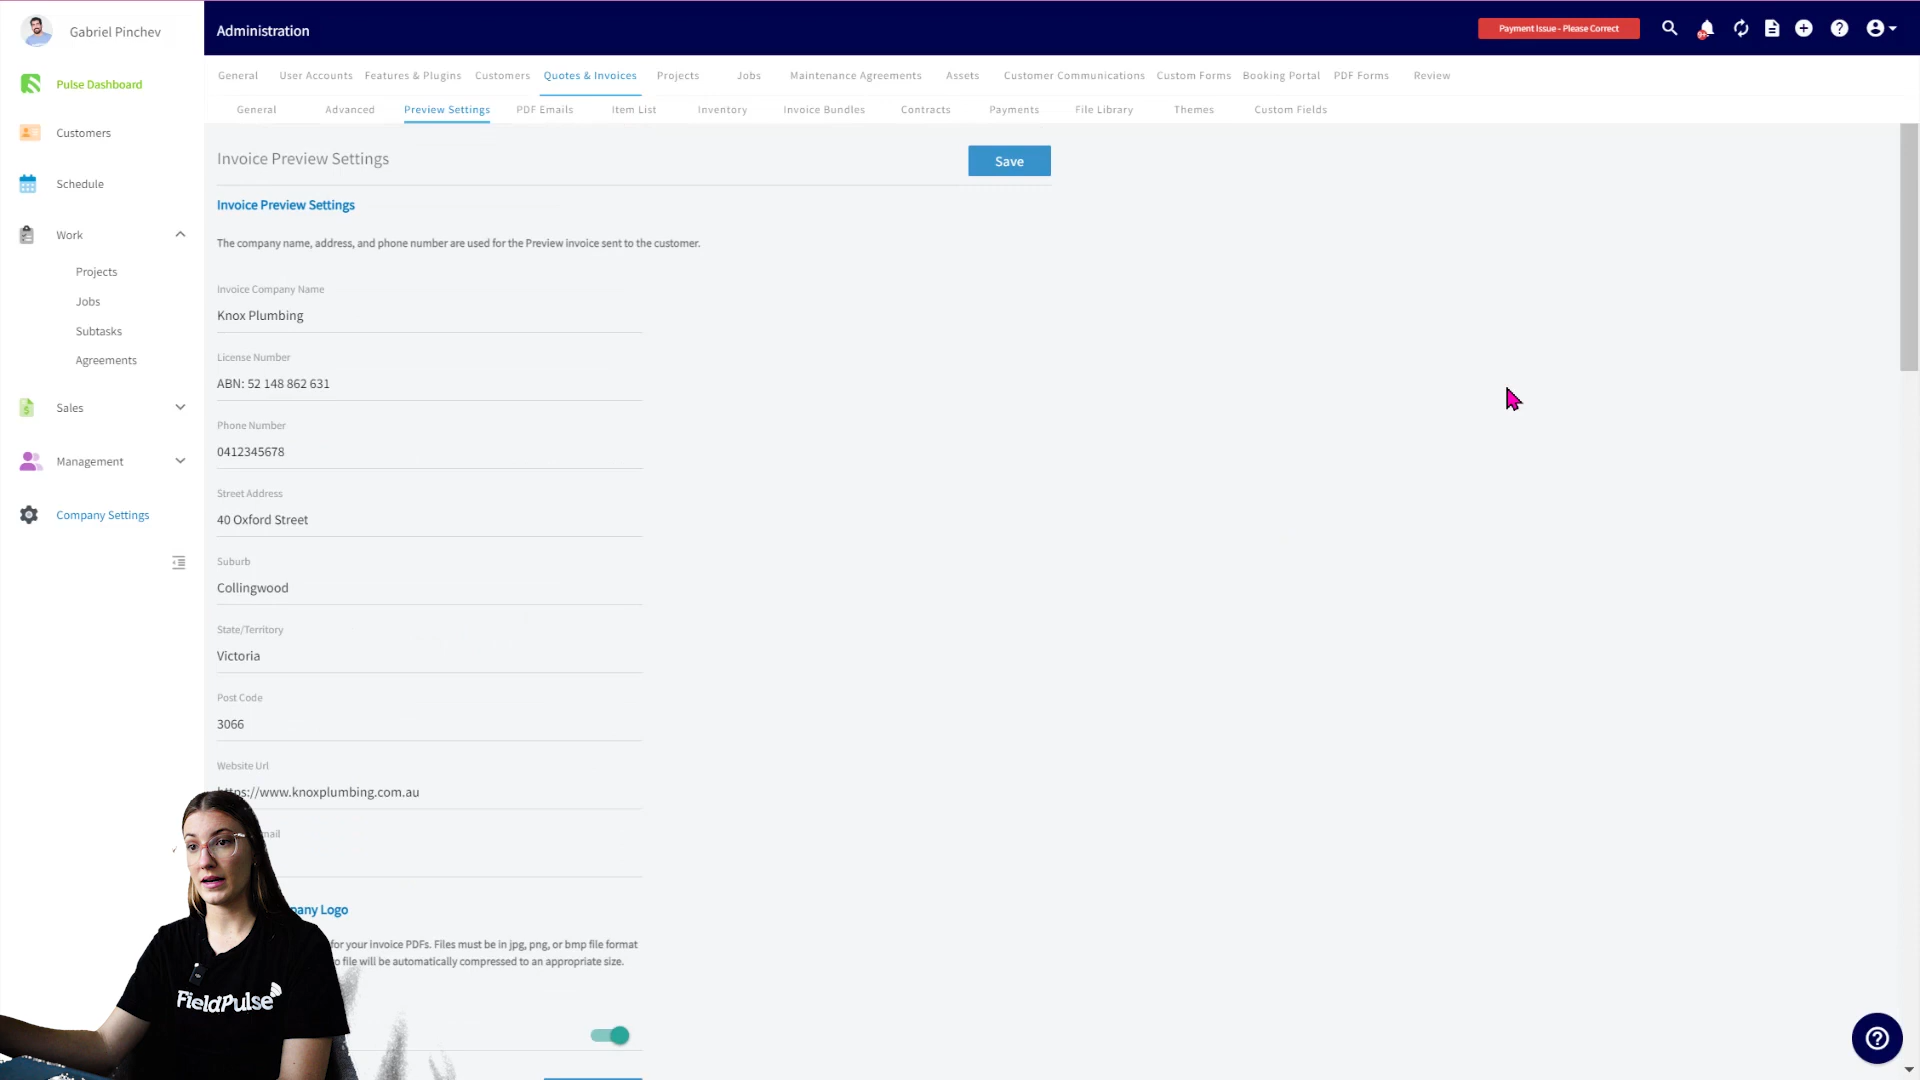 Gabriel Pinchev
Administration
Payment Issue - Please Correct
9+
General User Accounts Features & Plugins Customers Quotes & Invoices Projects Jobs Maintenance Agreements Assets Customer Communications Custom Forms Booking Portal PDF Forms Review
General Advanced Preview Settings PDF Emails Item List Inventory Invoice Bundles Contracts Payments File Library Themes Custom Fields
Pulse Dashboard
Customers
Schedule
Work
Projects
Jobs
Subtasks
Agreements
Sales
Management
Company Settings
Invoice Preview Settings
Save
Invoice Preview Settings
The company name, address, and phone number are used for the Preview invoice sent to the customer.
Invoice Company Name
Knox Plumbing
License Number
ABN: 52 148 862 631
Phone Number
0412345678
Street Address
40 Oxford Street
Suburb
Collingwood
State/Territory
Victoria
Post Code
3066
Website Url
https://www.knoxplumbing.com.au
Logo
for your invoice PDFs. Files must be in jpg, png, or bmp file format
file will be automatically compressed to an appropriate size.
FieldPulse